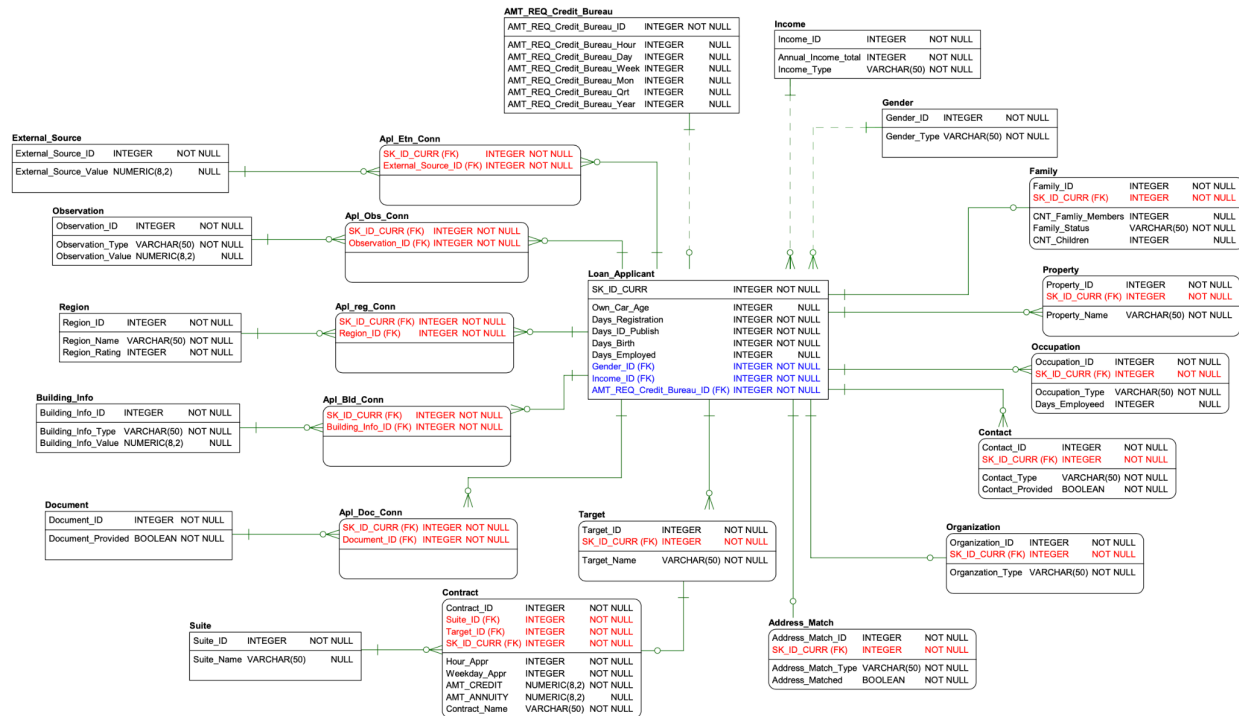 AMT_REQ_Credit_Bureau
AMT_REQ_Credit_Bureau_ID INTEGER NOT NULL
AMT_REQ_Credit_Bureau_Hour INTEGER NULL
AMT_REQ_Credit_Bureau_Day INTEGER NULL
AMT_REQ_Credit_Bureau_Week INTEGER NULL
AMT_REQ_Credit_Bureau_Mon INTEGER NULL
AMT_REQ_Credit_Bureau_Qrt INTEGER NULL
AMT_REQ_Credit_Bureau_Year INTEGER NULL
Income
Income_ID INTEGER NOT NULL
Annual_Income_total INTEGER NOT NULL
Income_Type VARCHAR(50) NOT NULL
Gender
Gender_ID INTEGER NOT NULL
Gender_Type VARCHAR(50) NOT NULL
External_Source
External_Source_ID INTEGER NOT NULL
External_Source_Value NUMERIC(8,2) NULL
Apl_Etn_Conn
SK_ID_CURR (FK) INTEGER NOT NULL
External_Source_ID (FK) INTEGER NOT NULL
Family
Family_ID INTEGER NOT NULL
SK_ID_CURR (FK) INTEGER NOT NULL
CNT_Famliy_Members INTEGER NULL
Family_Status VARCHAR(50) NOT NULL
CNT_Children INTEGER NULL
Observation
Observation_ID INTEGER NOT NULL
Observation_Type VARCHAR(50) NOT NULL
Observation_Value NUMERIC(8,2) NULL
Apl_Obs_Conn
SK_ID_CURR (FK) INTEGER NOT NULL
Observation_ID (FK) INTEGER NOT NULL
Loan_Applicant
SK_ID_CURR INTEGER NOT NULL
Own_Car_Age INTEGER NULL
Days_Registration INTEGER NOT NULL
Days_ID_Publish INTEGER NOT NULL
Days_Birth INTEGER NOT NULL
Days_Employed INTEGER NULL
Gender_ID (FK) INTEGER NOT NULL
Income_ID (FK) INTEGER NOT NULL
AMT_REQ_Credit_Bureau_ID (FK) INTEGER NOT NULL
Property
Property_ID INTEGER NOT NULL
SK_ID_CURR (FK) INTEGER NOT NULL
Property_Name VARCHAR(50) NOT NULL
Region
Region_ID INTEGER NOT NULL
Region_Name VARCHAR(50) NOT NULL
Region_Rating INTEGER NOT NULL
Apl_reg_Conn
SK_ID_CURR (FK) INTEGER NOT NULL
Region_ID (FK) INTEGER NOT NULL
Occupation
Occupation_ID INTEGER NOT NULL
SK_ID_CURR (FK) INTEGER NOT NULL
Occupation_Type VARCHAR(50) NOT NULL
Days_Employeed INTEGER NULL
Building_Info
Building_Info_ID INTEGER NOT NULL
Building_Info_Type VARCHAR(50) NOT NULL
Building_Info_Value NUMERIC(8,2) NULL
Apl_Bld_Conn
SK_ID_CURR (FK) INTEGER NOT NULL
Building_Info_ID (FK) INTEGER NOT NULL
Contact
Contact_ID INTEGER NOT NULL
SK_ID_CURR (FK) INTEGER NOT NULL
Contact_Type VARCHAR(50) NOT NULL
Contact_Provided BOOLEAN NOT NULL
Document
Document_ID INTEGER NOT NULL
Document_Provided BOOLEAN NOT NULL
Apl_Doc_Conn
SK_ID_CURR (FK) INTEGER NOT NULL
Document_ID (FK) INTEGER NOT NULL
Target
Target_ID INTEGER NOT NULL
SK_ID_CURR (FK) INTEGER NOT NULL
Target_Name VARCHAR(50) NOT NULL
Organization
Organization_ID INTEGER NOT NULL
SK_ID_CURR (FK) INTEGER NOT NULL
Organzation_Type VARCHAR(50) NOT NULL
Suite
Suite_ID INTEGER NOT NULL
Suite_Name VARCHAR(50) NULL
Contract
Contract_ID INTEGER NOT NULL
Suite_ID (FK) INTEGER NOT NULL
Target_ID (FK) INTEGER NOT NULL
SK_ID_CURR (FK) INTEGER NOT NULL
Hour_Appr INTEGER NOT NULL
Weekday_Appr INTEGER NOT NULL
AMT_CREDIT NUMERIC(8,2) NOT NULL
AMT_ANNUITY NUMERIC(8,2) NULL
Contract_Name VARCHAR(50) NOT NULL
Address_Match
Address_Match_ID INTEGER NOT NULL
SK_ID_CURR (FK) INTEGER NOT NULL
Address_Match_Type VARCHAR(50) NOT NULL
Address_Matched BOOLEAN NOT NULL